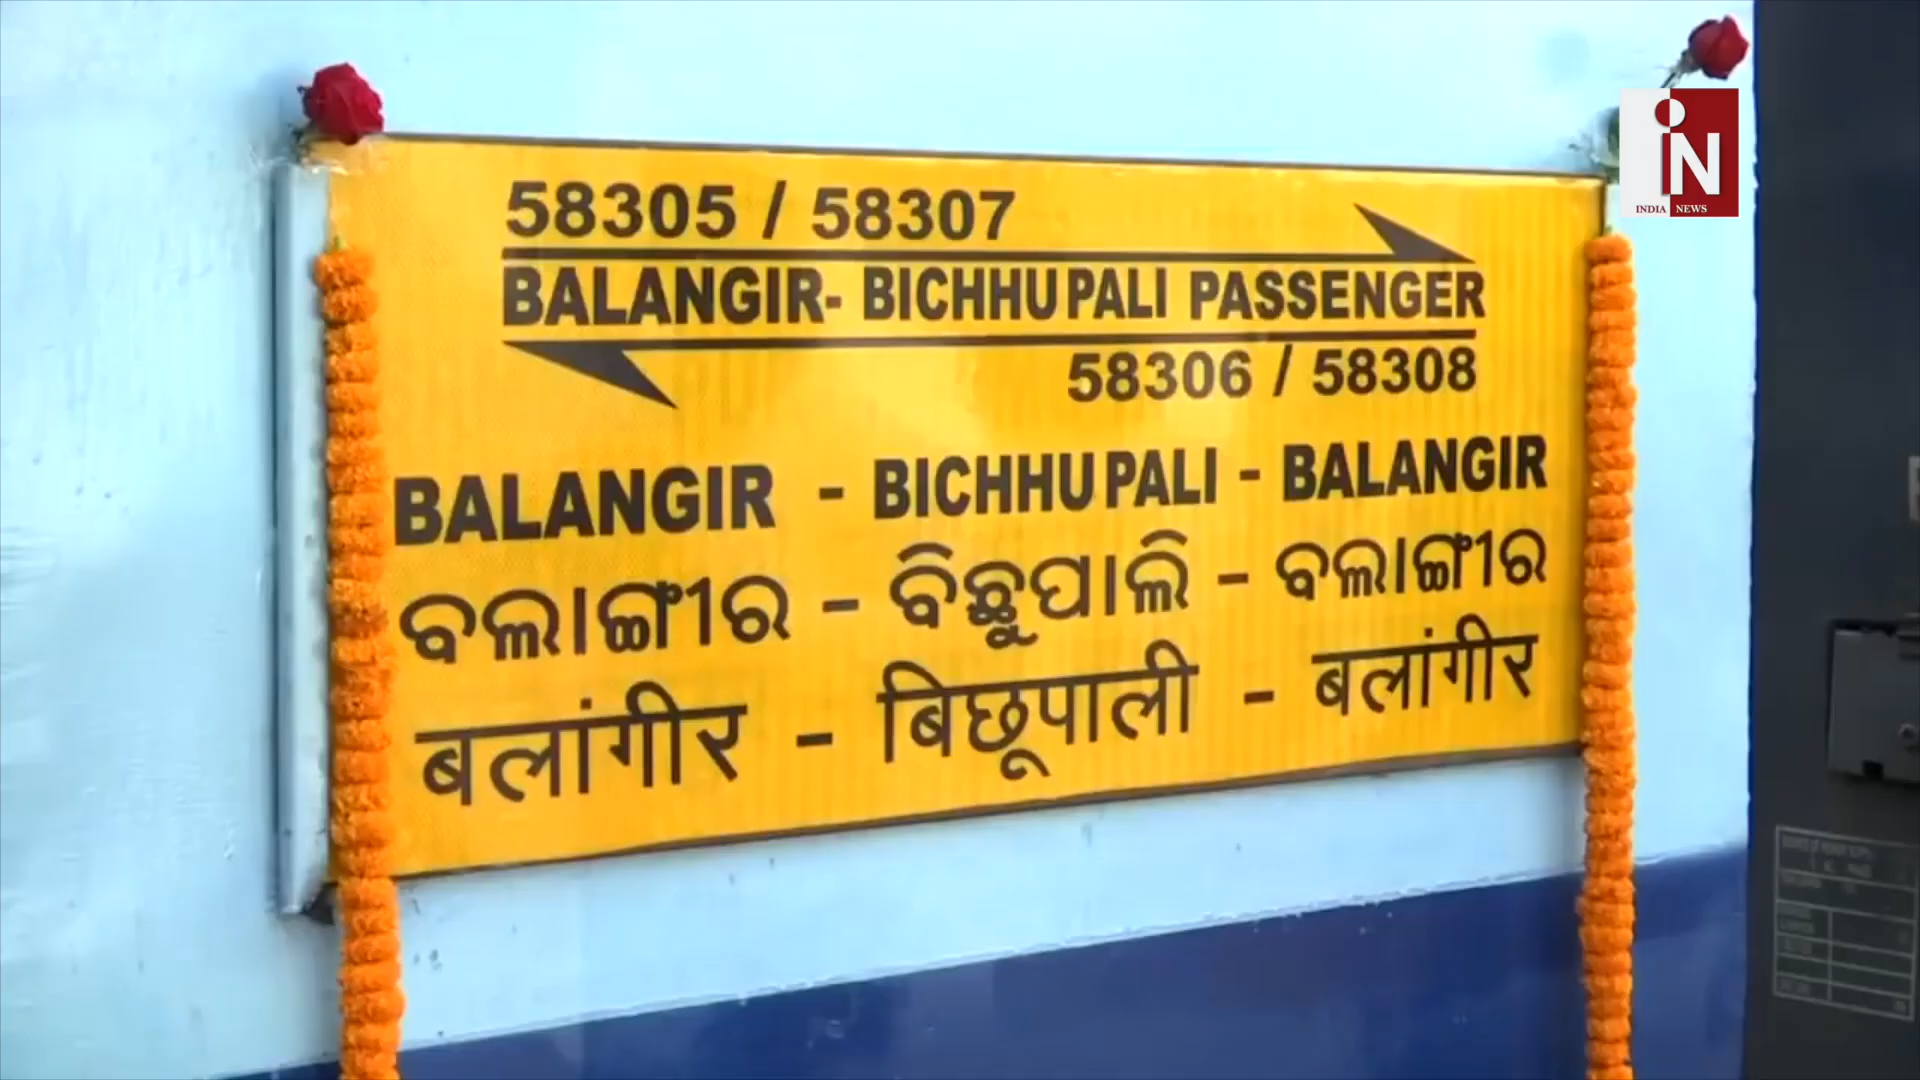 58305 / 58307
BALANGIR- BICHHUPALI PASSENGER
58306 / 58308
BALANGIR - BICHHUPALI - BALANGIR
ବଲାଙ୍ଗୀର - ବିଛୁପାଲି - ବଲାଙ୍ଗୀର
बलांगीर - बिछूपाली - बलांगीर
iN
INDIA NEWS